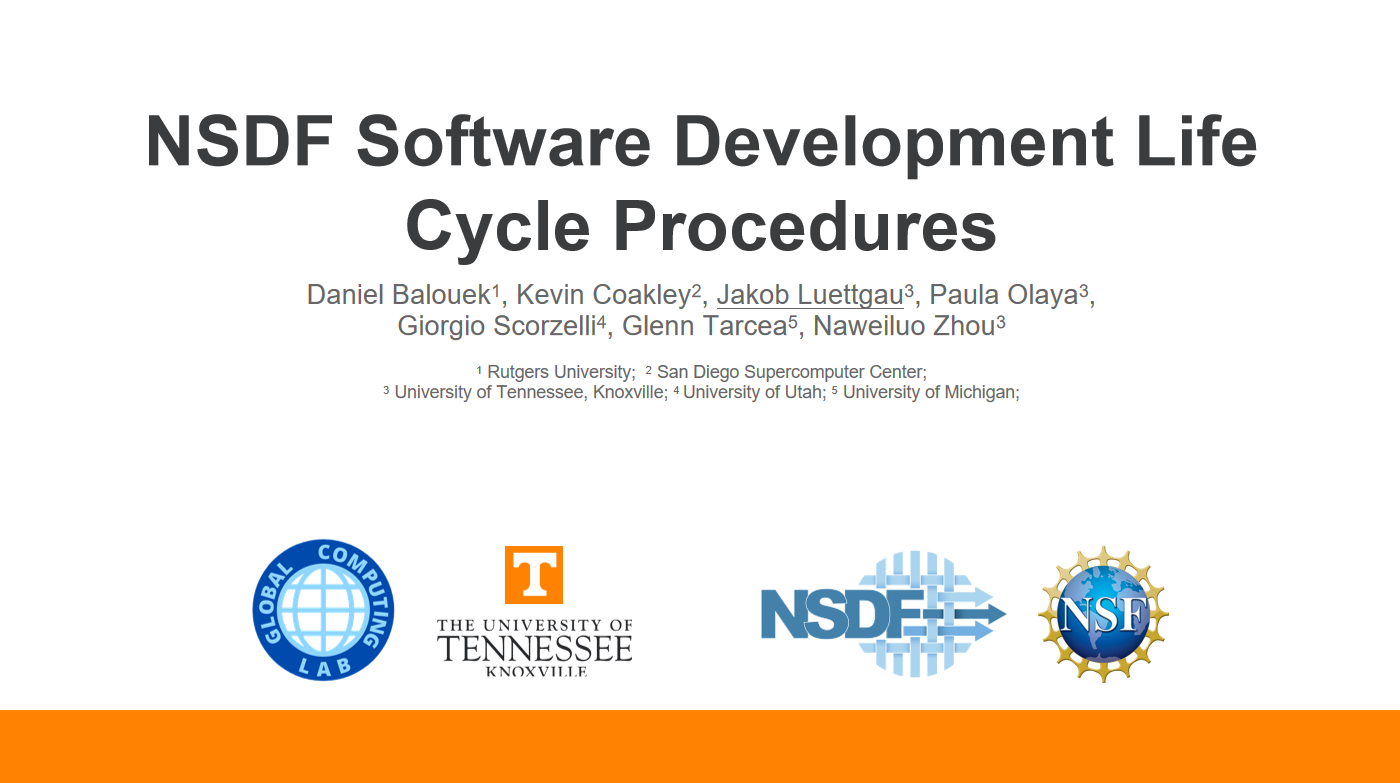 NSDF Software Development Life
Cycle Procedures
Daniel Balouek¹, Kevin Coakley², Jakob Luettgau³, Paula Olaya³,
Giorgio Scorzelli⁴, Glenn Tarcea⁵, Naweiluo Zhou³
¹ Rutgers University; ² San Diego Supercomputer Center;
³ University of Tennessee, Knoxville; ⁴ University of Utah; ⁵ University of Michigan;
GLOBAL COMPUTING
LAB
T
THE UNIVERSITY OF
TENNESSEE
KNOXVILLE
NSDF
NSF